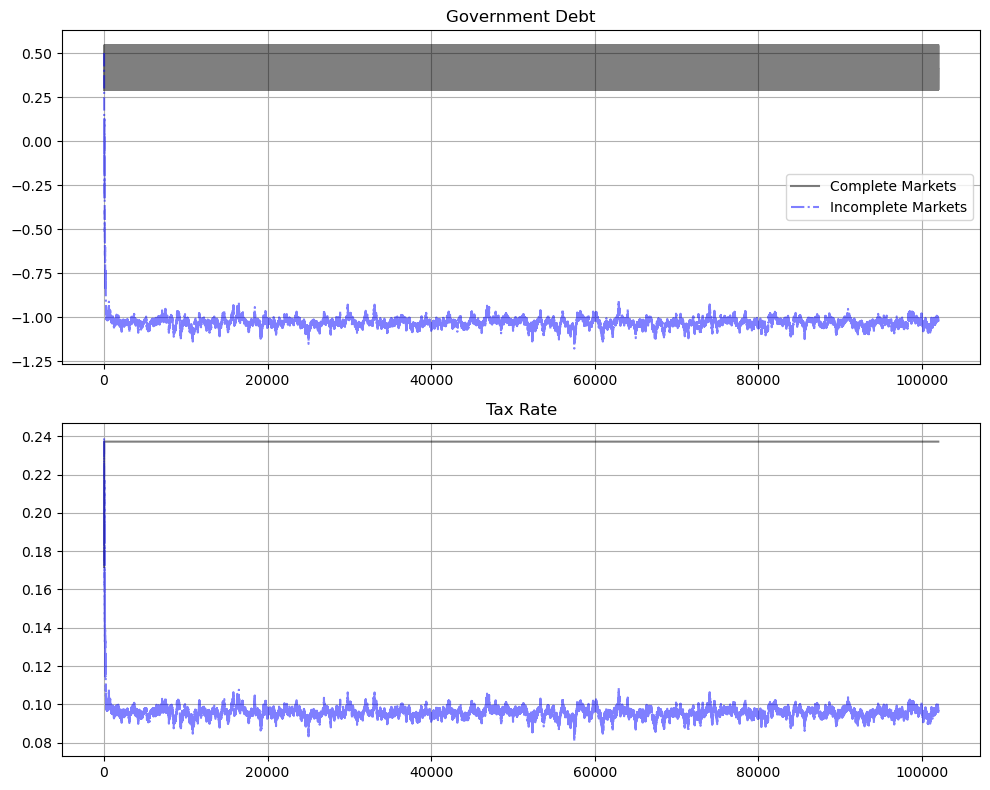 Government Debt
0.50
0.25
0.00
−0.25
−0.50
−0.75
−1.00
−1.25
Complete Markets
Incomplete Markets
0 20000 40000 60000 80000 100000
Tax Rate
0.24
0.22
0.20
0.18
0.16
0.14
0.12
0.10
0.08
0 20000 40000 60000 80000 100000